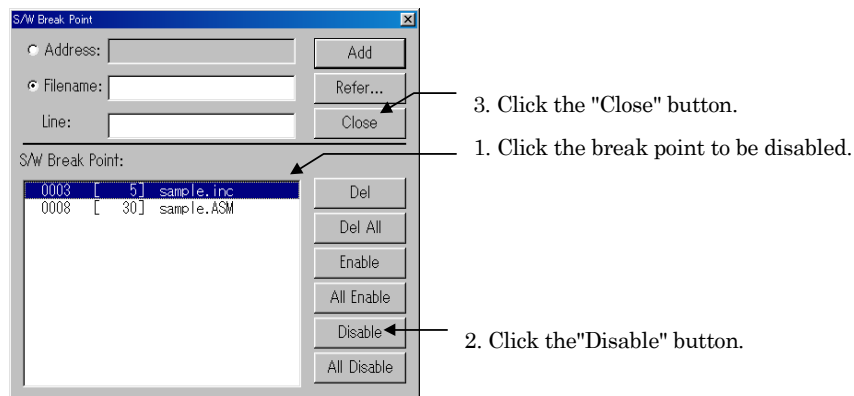 S/W Break Point
Address:
Add
Filename:
Refer...
3. Click the "Close" button.
Line:
Close
1. Click the break point to be disabled.
S/W Break Point:
0003 [ 5] sample.inc
Del
0008 [ 30] sample.ASM
Del All
Enable
All Enable
Disable
2. Click the"Disable" button.
All Disable